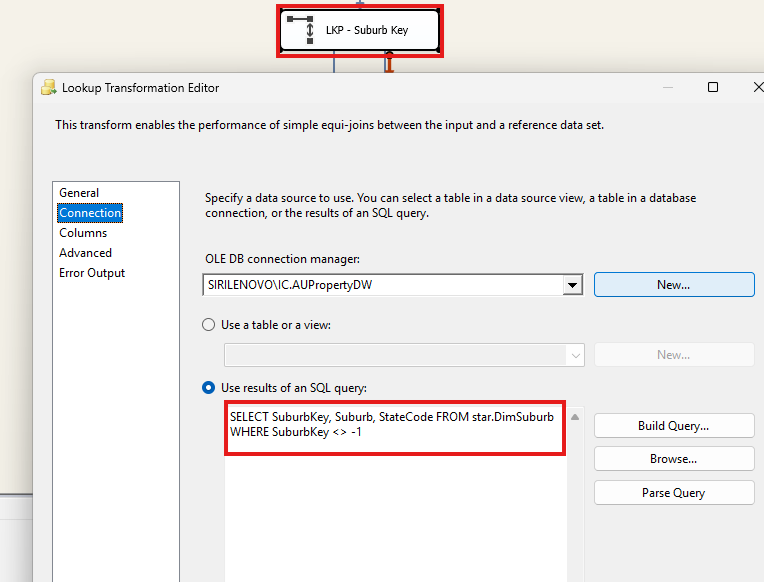 LKP - Suburb Key
Lookup Transformation Editor
This transform enables the performance of simple equi-joins between the input and a reference data set.
General
Connection
Columns
Advanced
Error Output
Specify a data source to use. You can select a table in a data source view, a table in a database
connection, or the results of an SQL query.
OLE DB connection manager:
SIRILENOVO\IC.AUPropertyDW
New...
Use a table or a view:
New...
Use results of an SQL query:
SELECT SuburbKey, Suburb, StateCode FROM star.DimSuburb
WHERE SuburbKey <> -1
Build Query...
Browse...
Parse Query